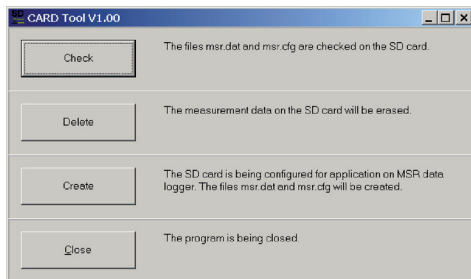 CARD Tool V1.00
Check
The files msr.dat and msr.cfg are checked on the SD card.
Delete
The measurement data on the SD card will be erased.
Create
The SD card is being configured for application on MSR data
logger. The files msr.dat and msr.cfg will be created.
Close
The program is being closed.